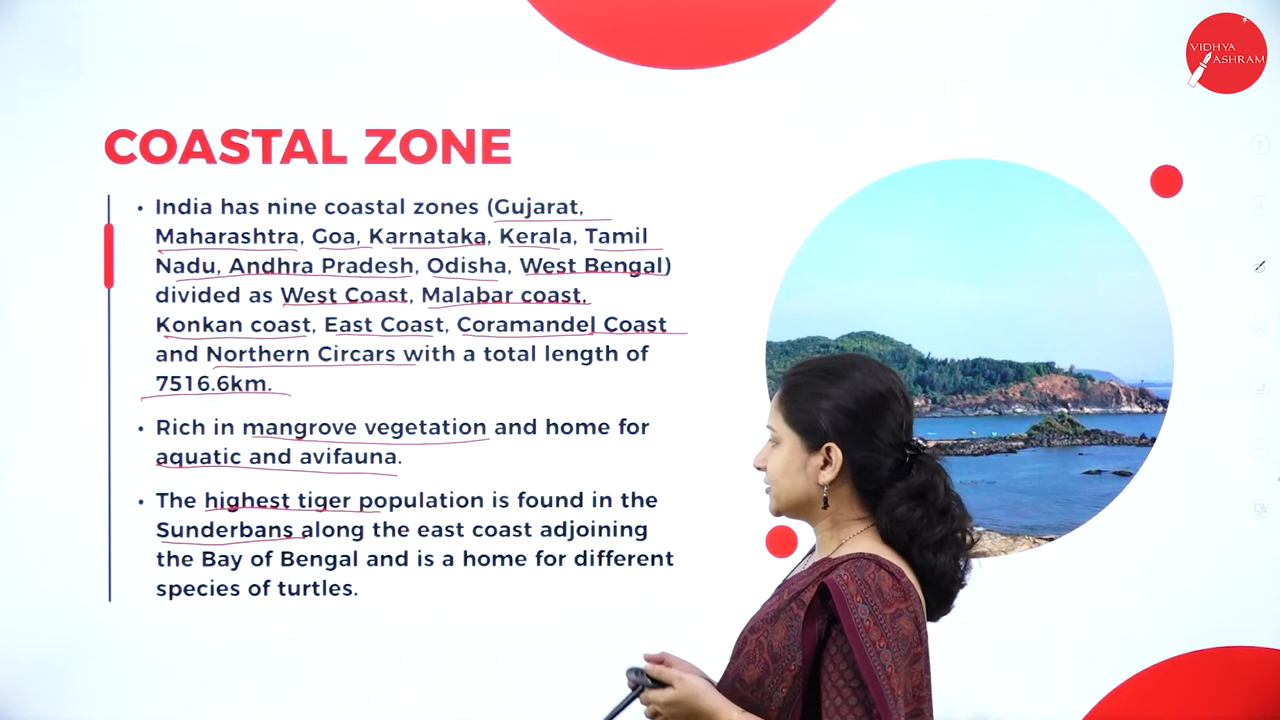 VIDHYA
ASHRAM
COASTAL ZONE
• India has nine coastal zones (Gujarat,
Maharashtra, Goa, Karnataka, Kerala, Tamil
Nadu, Andhra Pradesh, Odisha, West Bengal)
divided as West Coast, Malabar coast,
Konkan coast, East Coast, Coramandel Coast
and Northern Circars with a total length of
7516.6km.
• Rich in mangrove vegetation and home for
aquatic and avifauna.
• The highest tiger population is found in the
Sunderbans along the east coast adjoining
the Bay of Bengal and is a home for different
species of turtles.